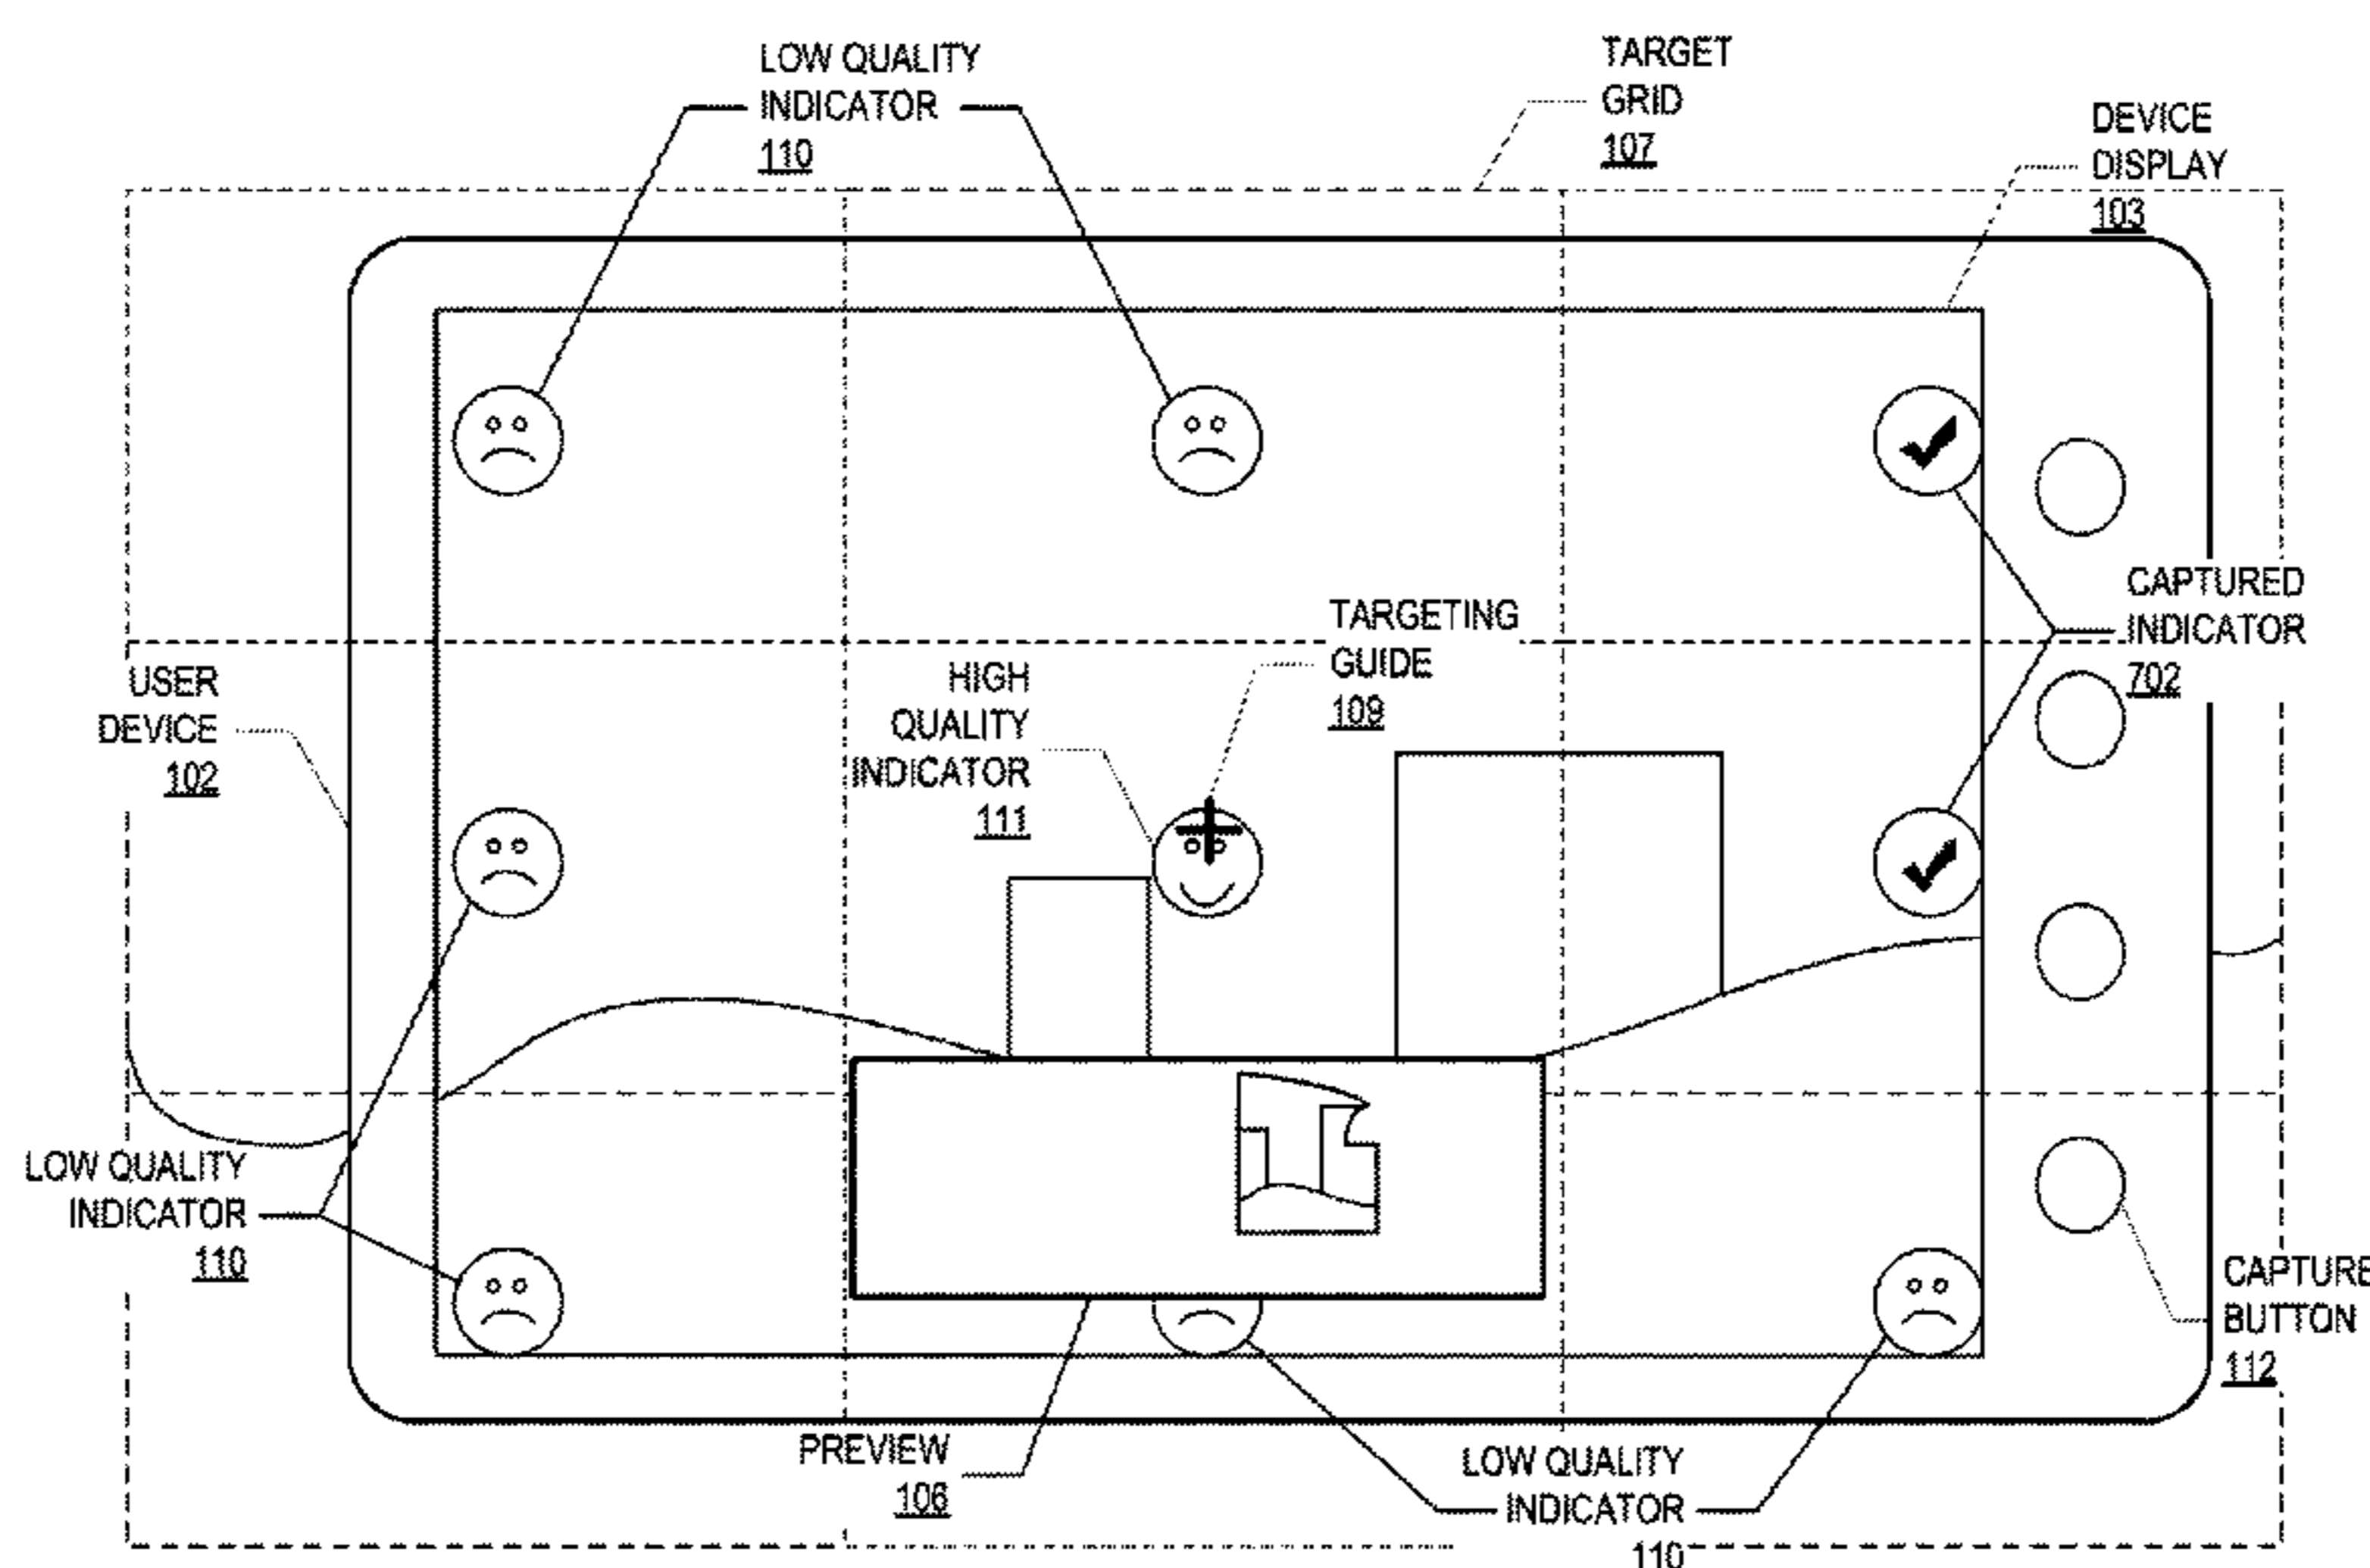 LOW QUALITY
INDICATOR
110
TARGET
GRID
107
DEVICE
DISPLAY
103
CAPTURED
INDICATOR
702
TARGETING
GUIDE
109
HIGH
QUALITY
INDICATOR
111
USER
DEVICE
102
LOW QUALITY
INDICATOR
110
CAPTURE
BUTTON
112
PREVIEW
106
LOW QUALITY
INDICATOR
110